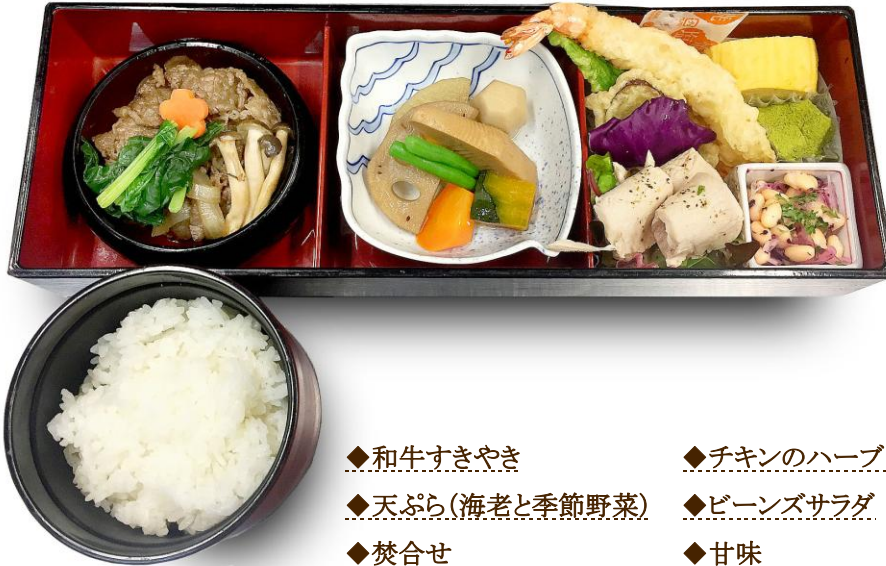 ◆和牛すきやき
◆天ぷら(海老と季節野菜)
◆焚合せ
◆チキンのハーブ
◆ビーンズサラダ
◆甘味